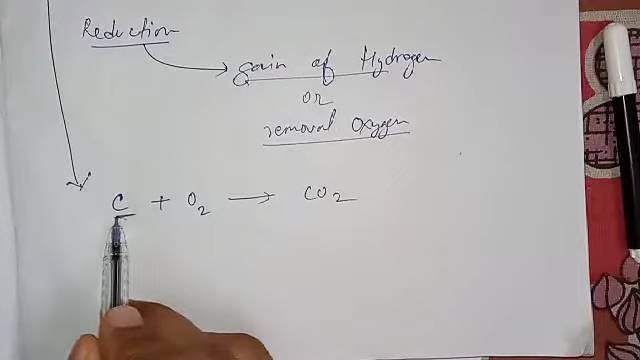 Reduction
gain of Hydrogen
or
removal Oxygen
C + O₂ → CO₂